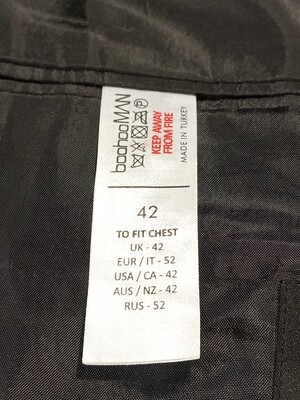 boohooMAN
KEEP AWAY
FROM FIRE
MADE IN TURKEY
42
TO FIT CHEST
UK - 42
EUR / IT - 52
USA / CA - 42
AUS / NZ - 42
RUS - 52